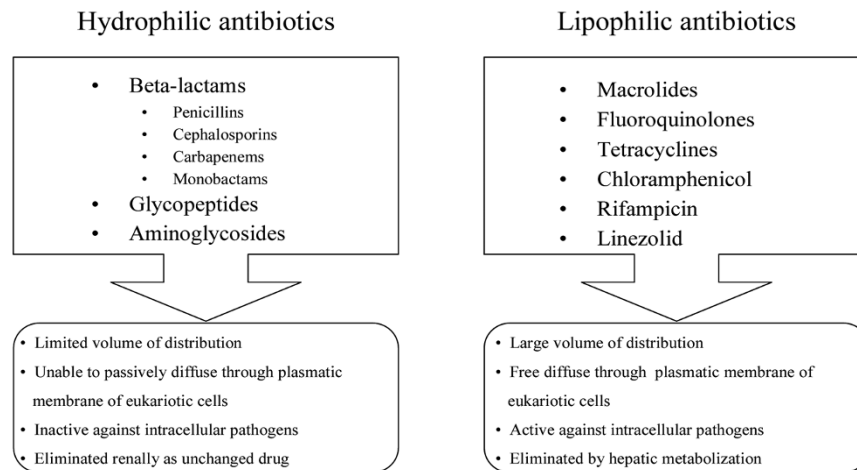 Hydrophilic antibiotics
• Beta-lactams
• Penicillins
• Cephalosporins
• Carbapenems
• Monobactams
• Glycopeptides
• Aminoglycosides
• Limited volume of distribution
• Unable to passively diffuse through plasmatic
membrane of eukariotic cells
• Inactive against intracellular pathogens
• Eliminated renally as unchanged drug
Lipophilic antibiotics
• Macrolides
• Fluoroquinolones
• Tetracyclines
• Chloramphenicol
• Rifampicin
• Linezolid
• Large volume of distribution
• Free diffuse through plasmatic membrane of
eukariotic cells
• Active against intracellular pathogens
• Eliminated by hepatic metabolization